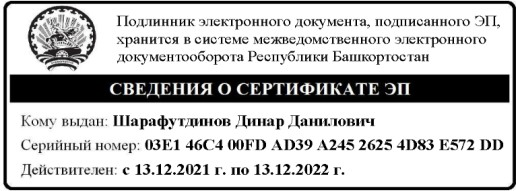 Подлинник электронного документа, подписанного ЭП,
хранится в системе межведомственного электронного
документооборота Республики Башкортостан
СВЕДЕНИЯ О СЕРТИФИКАТЕ ЭП
Кому выдан: Шарафутдинов Динар Данилович
Серийный номер: 03E1 46C4 00FD AD39 A245 2625 4D83 E572 DD
Действителен: с 13.12.2021 г. по 13.12.2022 г.